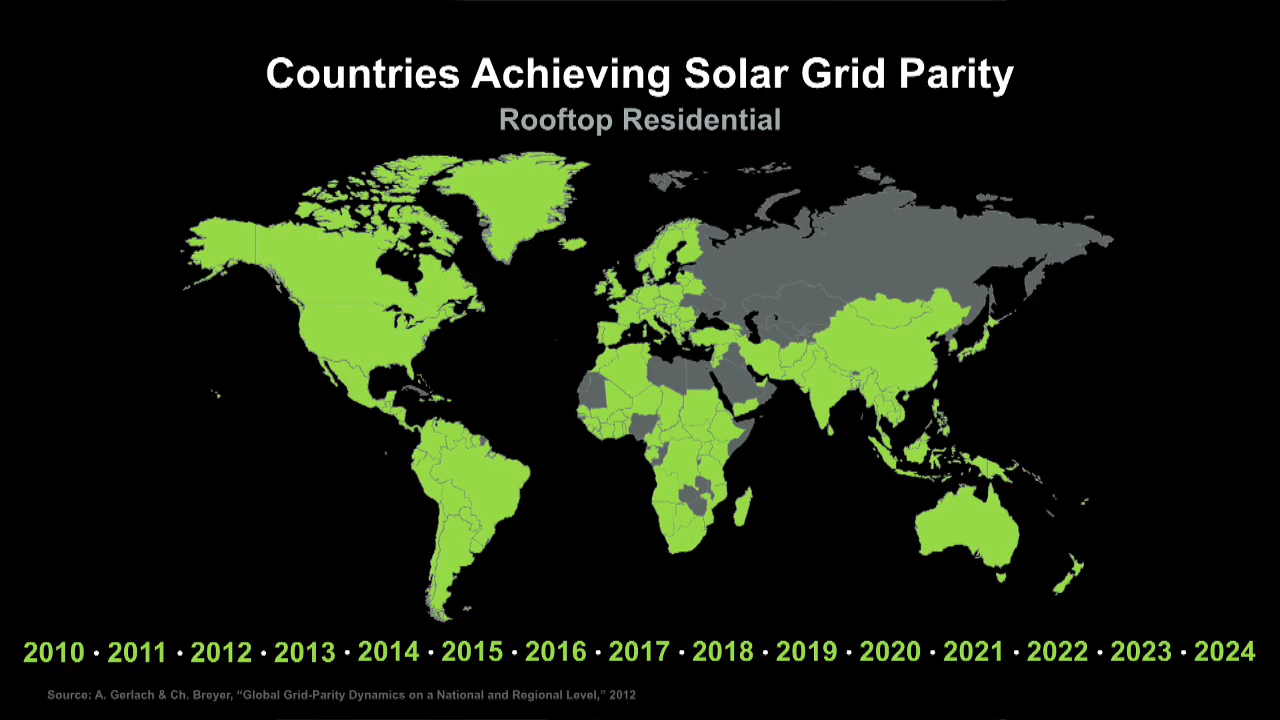 Countries Achieving Solar Grid Parity
Rooftop Residential
2010 · 2011 · 2012 · 2013 · 2014 · 2015 · 2016 · 2017 · 2018 · 2019 · 2020 · 2021 · 2022 · 2023 · 2024
Source: A. Gerlach & Ch. Breyer, “Global Grid-Parity Dynamics on a National and Regional Level,” 2012